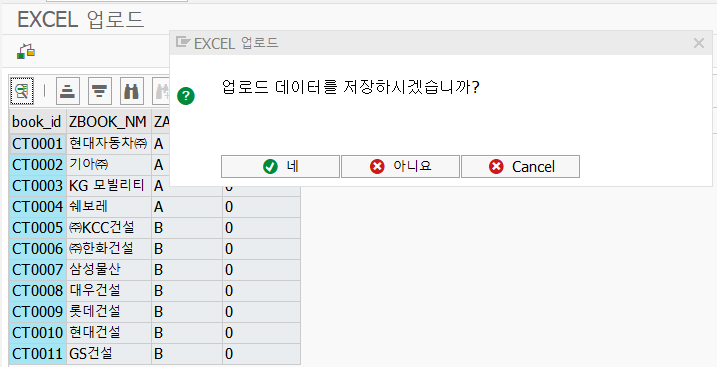 EXCEL 업로드
EXCEL 업로드
업로드 데이터를 저장하시겠습니까?
네 아니요 Cancel
book_id ZBOOK_NM ZA
CT0001 현대자동차㈜ A
CT0002 기아㈜ A
CT0003 KG 모빌리티 A 0
CT0004 쉐보레 A 0
CT0005 ㈜KCC건설 B 0
CT0006 ㈜한화건설 B 0
CT0007 삼성물산 B 0
CT0008 대우건설 B 0
CT0009 롯데건설 B 0
CT0010 현대건설 B 0
CT0011 GS건설 B 0